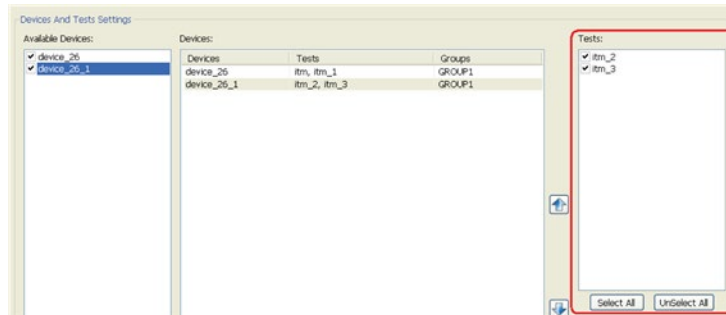 Devices And Tests Settings
Available Devices:
Devices:
Tests:
device_26
device_26_1
Devices Tests Groups
device_26 itm, itm_1 GROUP1
device_26_1 itm_2, itm_3 GROUP1
itm_2
itm_3
Select All
UnSelect All